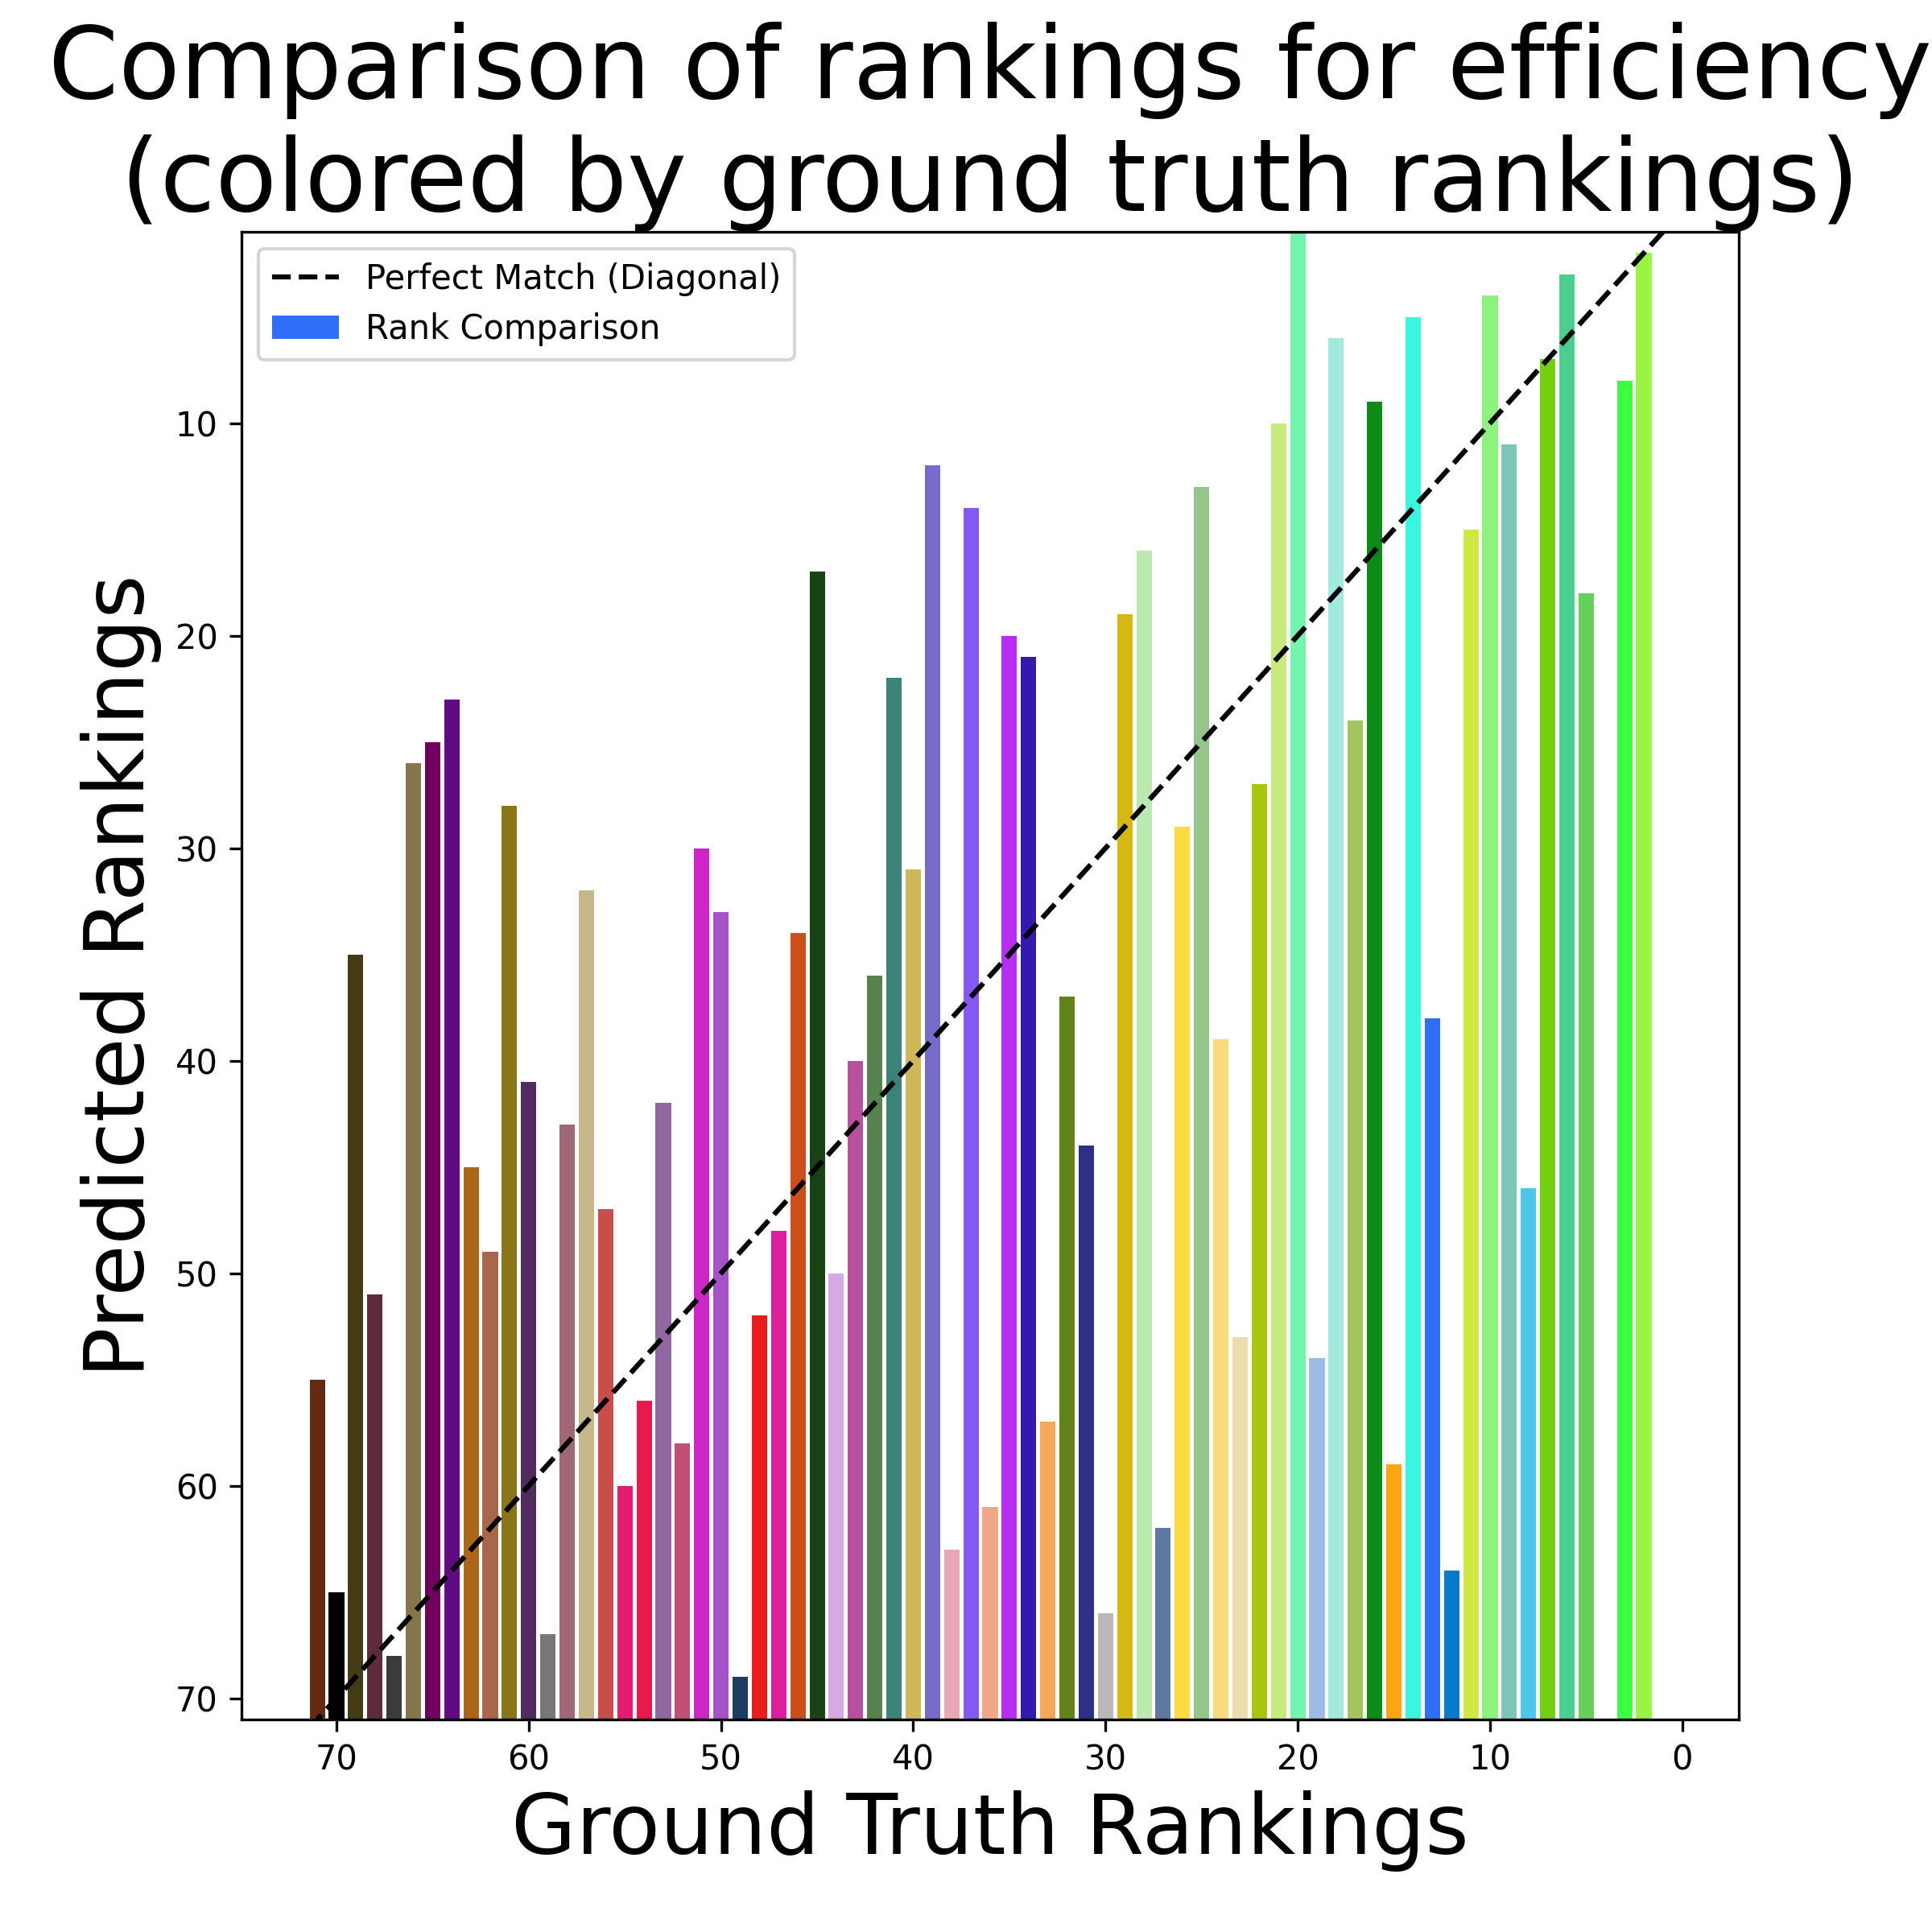 Comparison of rankings for efficiency
(colored by ground truth rankings)
Perfect Match (Diagonal)
Rank Comparison
Predicted Rankings
10
20
30
40
50
60
70
70 60 50 40 30 20 10 0
Ground Truth Rankings